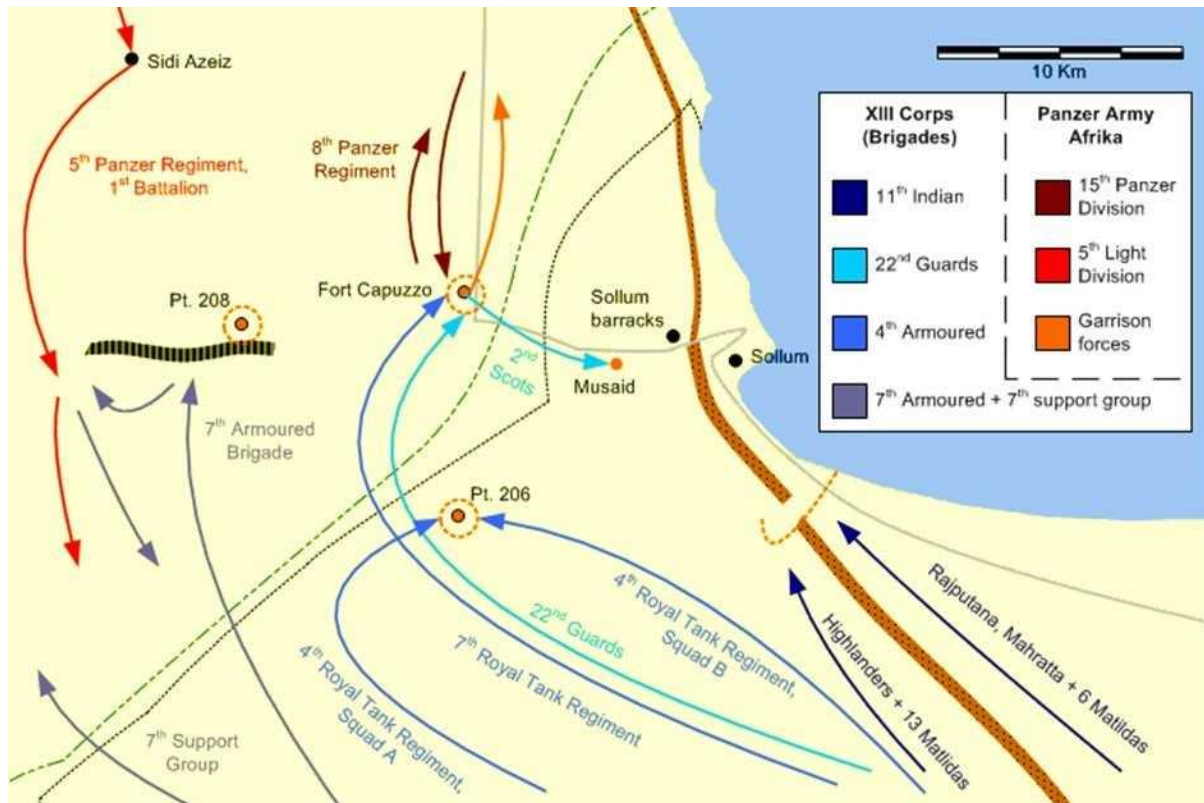 Sidi Azeiz
5th Panzer Regiment,
1st Battalion
8th Panzer
Regiment
Pt. 208
Fort Capuzzo
7th Armoured
Brigade
2nd
Scots
Sollum
barracks
Sollum
Musaid
Pt. 206
7th Support
Group
4th Royal Tank Regiment,
Squad A
7th Royal Tank Regiment
22nd Guards
4th Royal Tank Regiment,
Squad B
Highlanders + 13 Matlidas
Rajputana, Mahratta + 6 Matildas
10 Km
XIII Corps
(Brigades)
11th Indian
22nd Guards
4th Armoured
7th Armoured + 7th support group
Panzer Army
Afrika
15th Panzer
Division
5th Light
Division
Garrison
forces